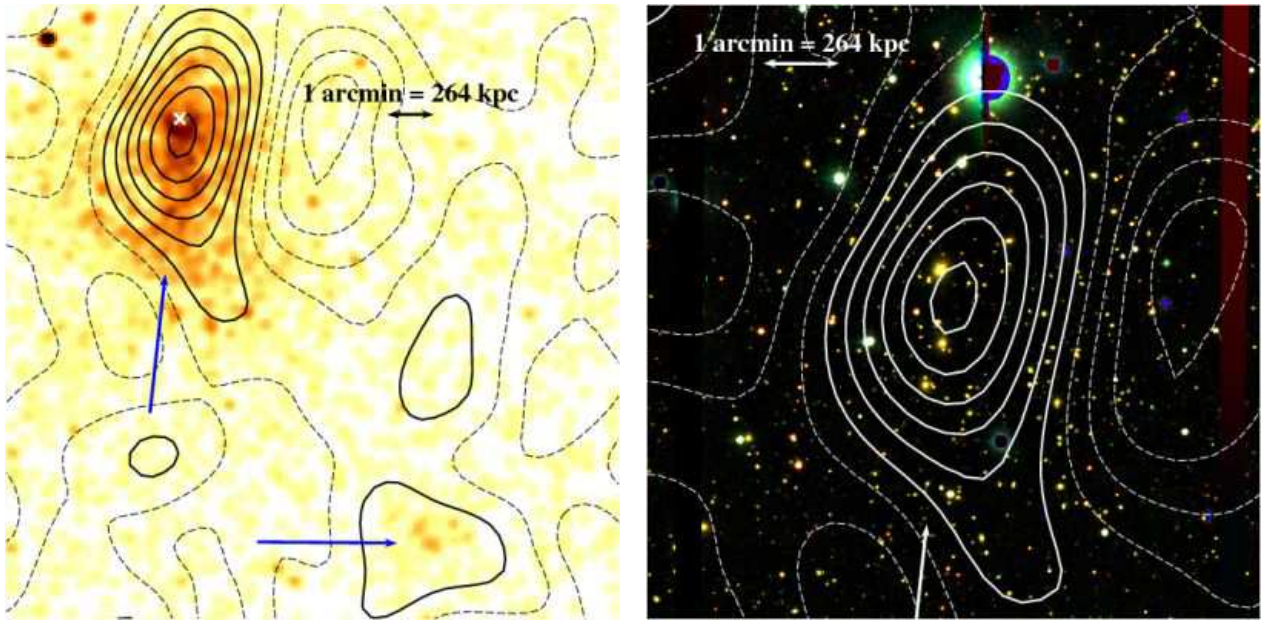 1 arcmin = 264 kpc
1 arcmin = 264 kpc